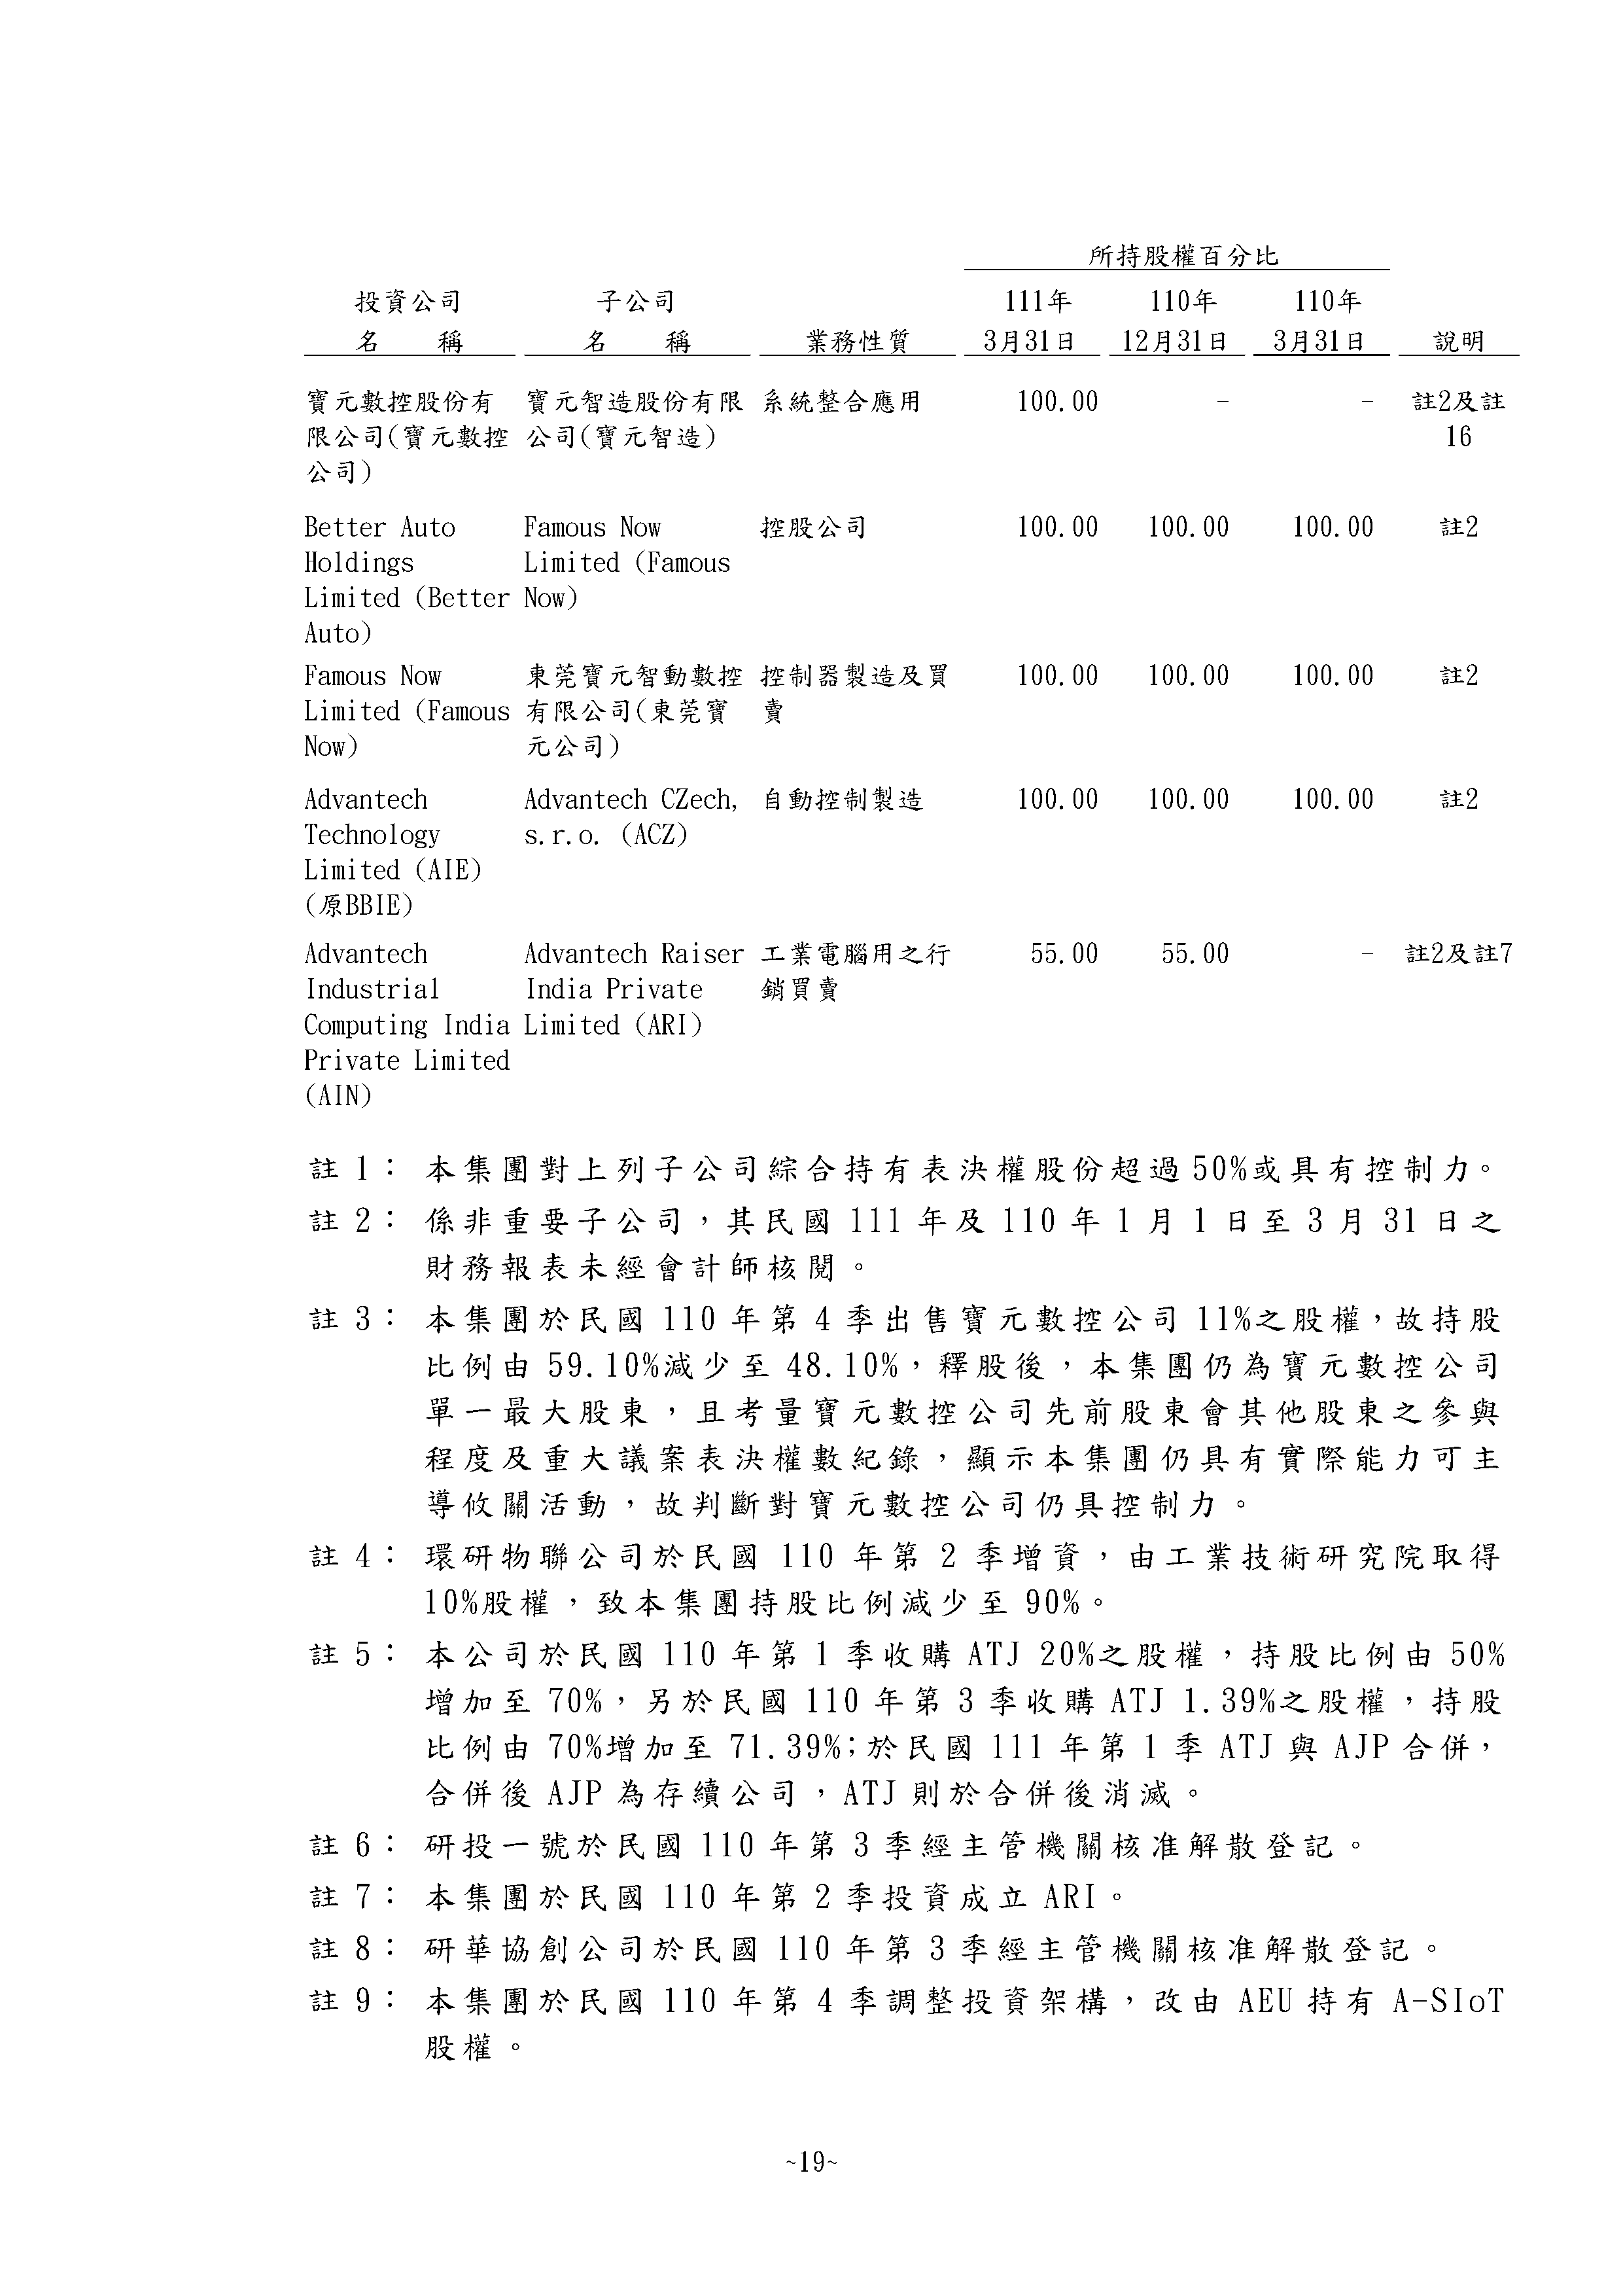 所持股權百分比
投資公司 子公司 111年 110年 110年
名 稱 名 稱 業務性質 3月31日 12月31日 3月31日 說明
寶元數控股份有 寶元智造股份有限 系統整合應用 100.00 - - 註2及註
限公司(寶元數控 公司(寶元智造) 16
公司)
Better Auto Famous Now 控股公司 100.00 100.00 100.00 註2
Holdings Limited (Famous
Limited (Better Now)
Auto)
Famous Now 東莞寶元智動數控 控制器製造及買 100.00 100.00 100.00 註2
Limited (Famous 有限公司(東莞寶 賣
Now) 元公司)
Advantech Advantech CZech, 自動控制製造 100.00 100.00 100.00 註2
Technology s.r.o. (ACZ)
Limited (AIE)
(原BBIE)
Advantech Advantech Raiser 工業電腦用之行 55.00 55.00 - 註2及註7
Industrial India Private 銷買賣
Computing India Limited (ARI)
Private Limited
(AIN)
註 1： 本集團對上列子公司綜合持有表決權股份超過50%或具有控制力。
註 2： 係非重要子公司，其民國 111 年及 110 年 1 月 1 日至 3 月 31 日之
財務報表未經會計師核閱。
註 3： 本集團於民國 110 年第 4 季出售寶元數控公司 11%之股權，故持股
比例由 59.10%減少至 48.10%，釋股後，本集團仍為寶元數控公司
單一最大股東，且考量寶元數控公司先前股東會其他股東之參與
程度及重大議案表決權數紀錄，顯示本集團仍具有實際能力可主
導攸關活動，故判斷對寶元數控公司仍具控制力。
註 4： 環研物聯公司於民國 110 年第 2 季增資，由工業技術研究院取得
10%股權，致本集團持股比例減少至 90%。
註 5： 本公司於民國 110 年第 1 季收購 ATJ 20%之股權，持股比例由 50%
增加至 70%，另於民國 110 年第 3 季收購 ATJ 1.39%之股權，持股
比例由 70%增加至 71.39%;於民國 111 年第 1 季 ATJ 與 AJP 合併，
合併後 AJP 為存續公司，ATJ 則於合併後消滅。
註 6： 研投一號於民國 110 年第 3 季經主管機關核准解散登記。
註 7： 本集團於民國 110 年第 2 季投資成立 ARI。
註 8： 研華協創公司於民國 110 年第 3 季經主管機關核准解散登記。
註 9： 本集團於民國 110 年第 4 季調整投資架構，改由 AEU 持有 A-SIoT
股權。
~19~